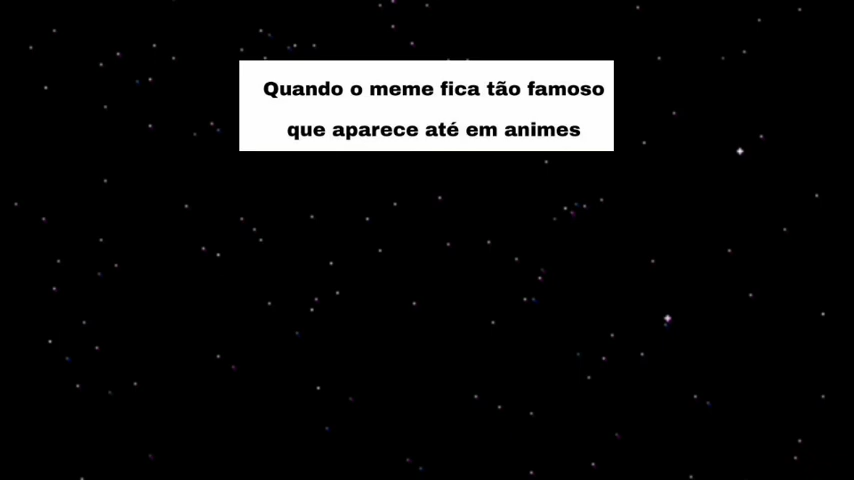 Quando o meme fica tão famoso
que aparece até em animes